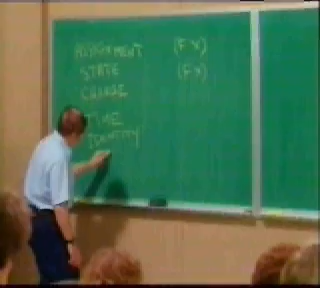 ASSIGNMENT (F X)
STATE (F X)
CHANGE
TIME
IDENTITY